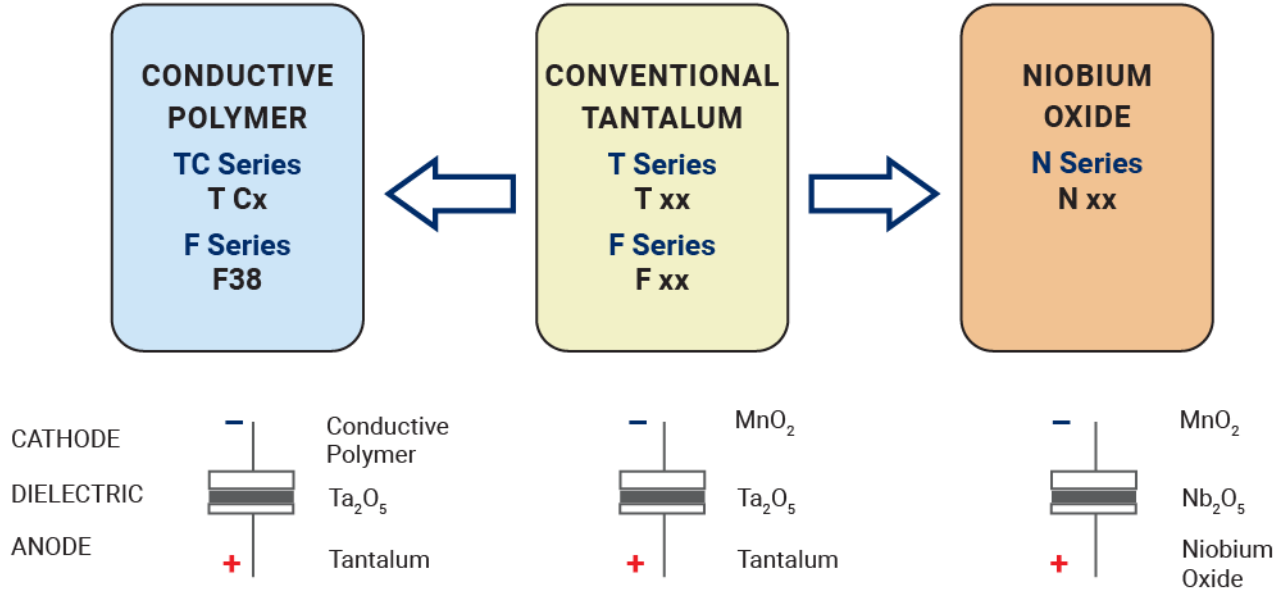 CONDUCTIVE
POLYMER
TC Series
T Cx
F Series
F38
CONVENTIONAL
TANTALUM
T Series
T xx
F Series
F xx
NIOBIUM
OXIDE
N Series
N xx
CATHODE
DIELECTRIC
ANODE
−
Conductive
Polymer
Ta₂O₅
+
Tantalum
−
MnO₂
Ta₂O₅
+
Tantalum
−
MnO₂
Nb₂O₅
+
Niobium
Oxide